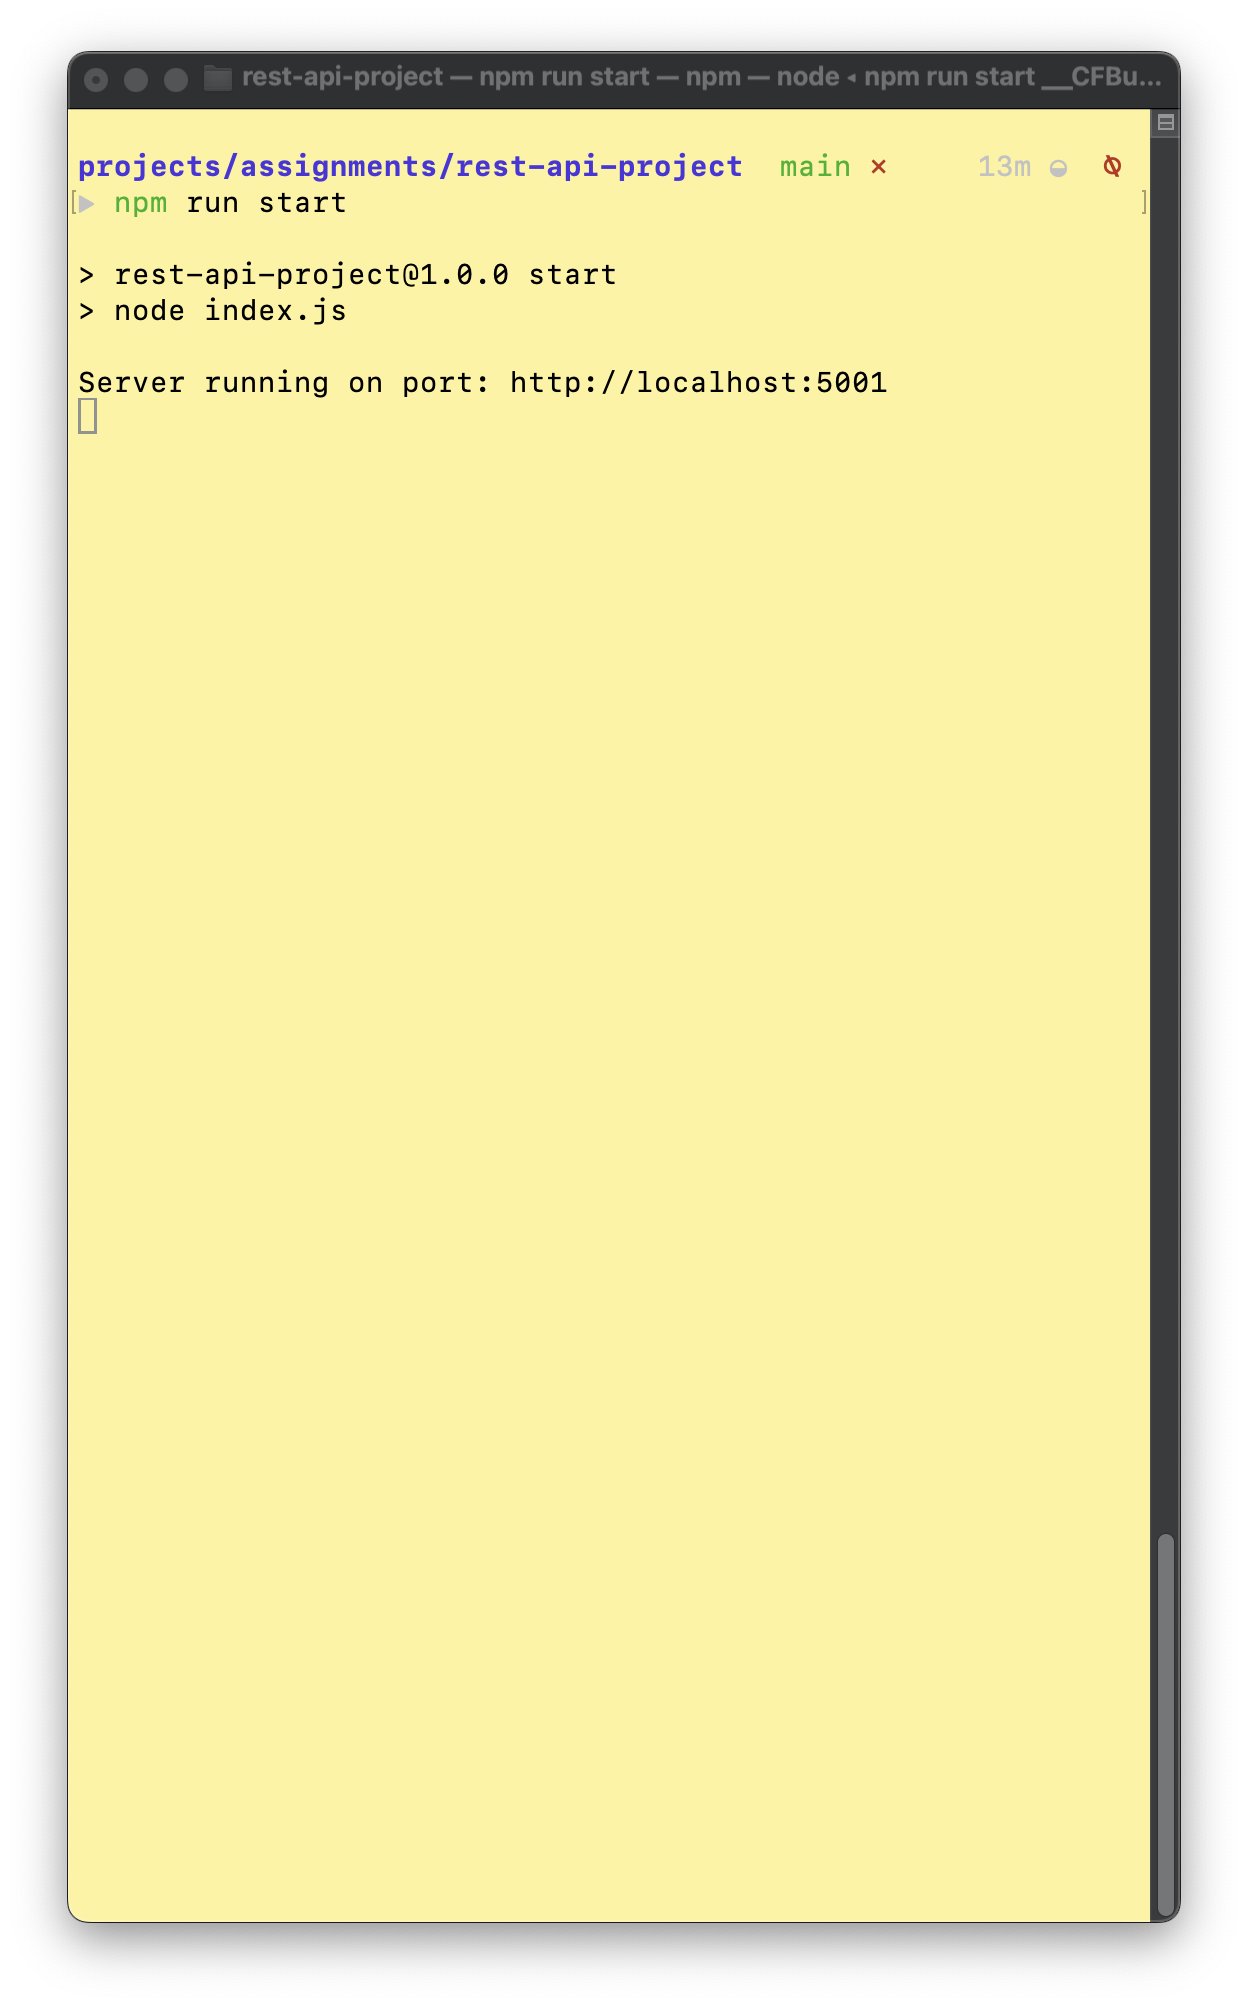 rest-api-project — npm run start — npm — node ◂ npm run start __CFBu...
projects/assignments/rest-api-project main × 13m
[▶ npm run start ]
> rest-api-project@1.0.0 start
> node index.js
Server running on port: http://localhost:5001